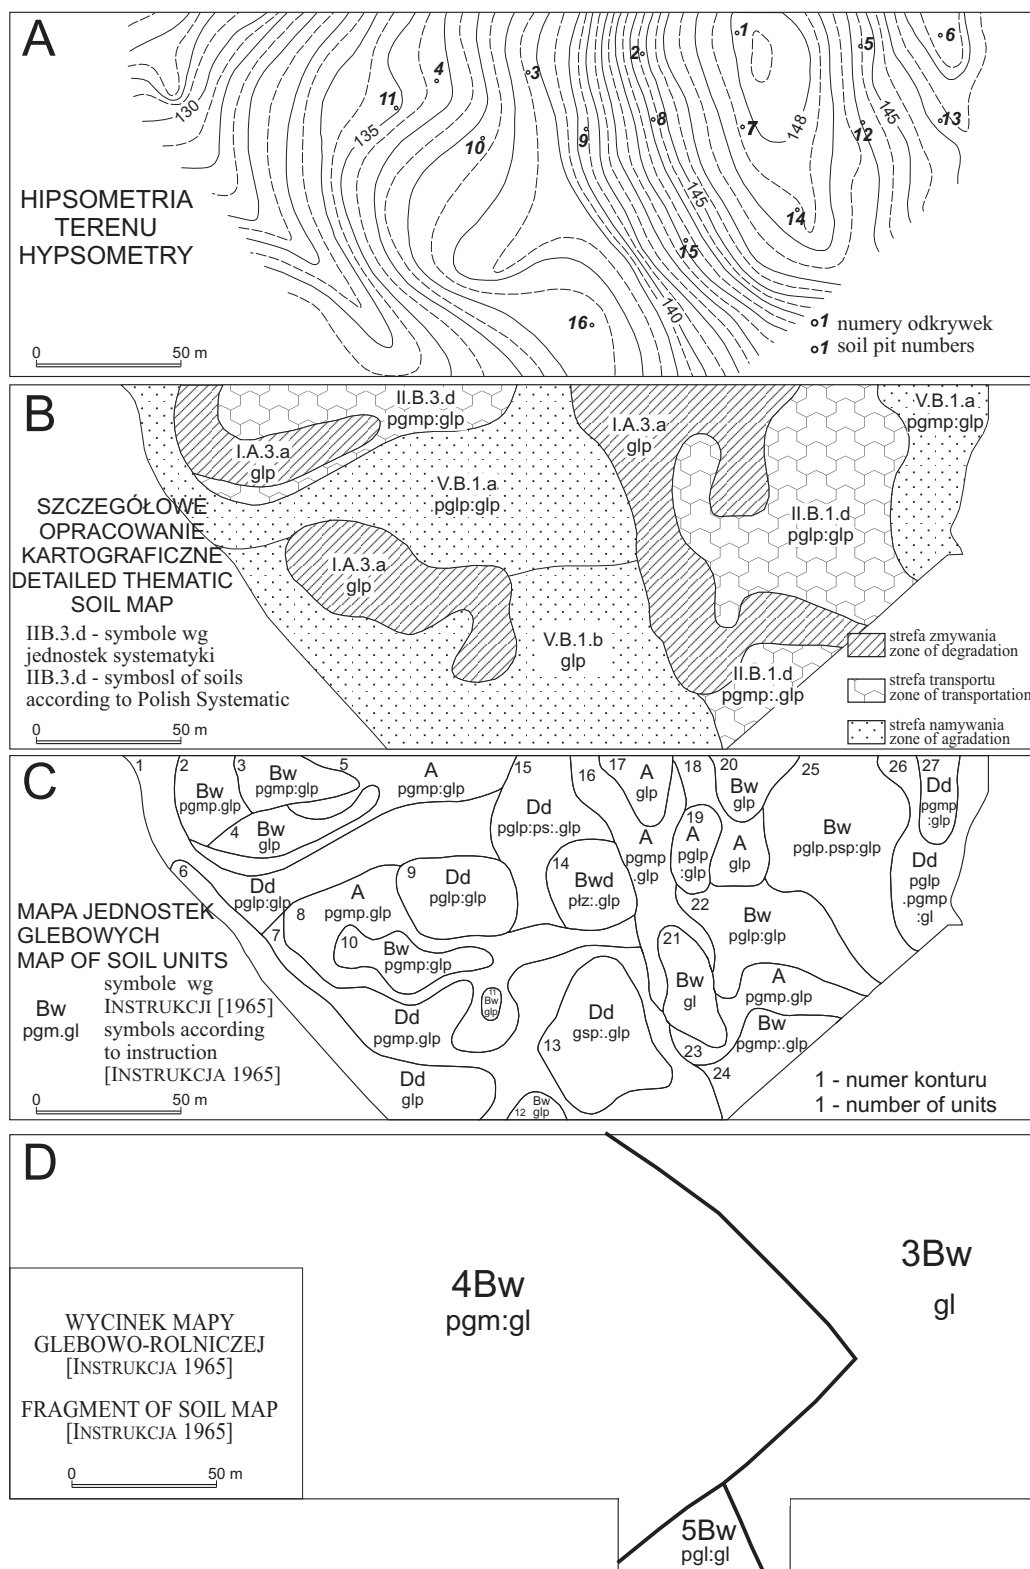 A
1
6
2
5
4
3
11
130
8
13
135
7
148
145
12
10
9
HIPSOMETRIA
TERENU
HYPSOMETRY
145
14
15
140
16
1 numery odkrywek
1 soil pit numbers
0 50 m
B
II.B.3.d
pgmp:glp
V.B.1.a
pgmp:glp
I.A.3.a
glp
I.A.3.a
glp
V.B.1.a
pglp:glp
SZCZEGÓŁOWE
OPRACOWANIE
KARTOGRAFICZNE
DETAILED THEMATIC
SOIL MAP
II.B.1.d
pglp:glp
I.A.3.a
glp
IIB.3.d - symbole wg
jednostek systematyki
IIB.3.d - symbosl of soils
according to Polish Systematic
V.B.1.b
glp
II.B.1.d
pgmp:.glp
strefa zmywania
zone of degradation
strefa transportu
zone of transportation
strefa namywania
zone of agradation
0 50 m
C
1
2
Bw
pgmp.glp
3
Bw
pgmp:glp
5
A
pgmp:glp
15
Dd
pglp:ps:.glp
16
17
A
glp
18
20
Bw
glp
25
Bw
pglp.psp:glp
26
27
Dd
pgmp
:glp
4
Bw
glp
A
pgmp
.glp
19
A
pglp
:glp
A
glp
Dd
pglp
.pgmp
:gl
6
Dd
pglp:glp
7
8
A
pgmp.glp
9
Dd
pglp:glp
14
Bwd
płz:.glp
22
Bw
pglp:glp
MAPA JEDNOSTEK
GLEBOWYCH
MAP OF SOIL UNITS
10
Bw
pgmp:glp
21
Bw
gl
A
pgmp.glp
Bw
pgm.gl
symbole wg
INSTRUKCJI [1965]
symbols according
to instruction
[INSTRUKCJA 1965]
11
Bw
glp
Dd
pgmp.glp
13
Dd
gsp:.glp
23
Bw
pgmp:.glp
24
Dd
glp
12
Bw
glp
1 - numer konturu
1 - number of units
0 50 m
D
4Bw
pgm:gl
3Bw
gl
WYCINEK MAPY
GLEBOWO-ROLNICZEJ
[INSTRUKCJA 1965]
FRAGMENT OF SOIL MAP
[INSTRUKCJA 1965]
0 50 m
5Bw
pgl:gl